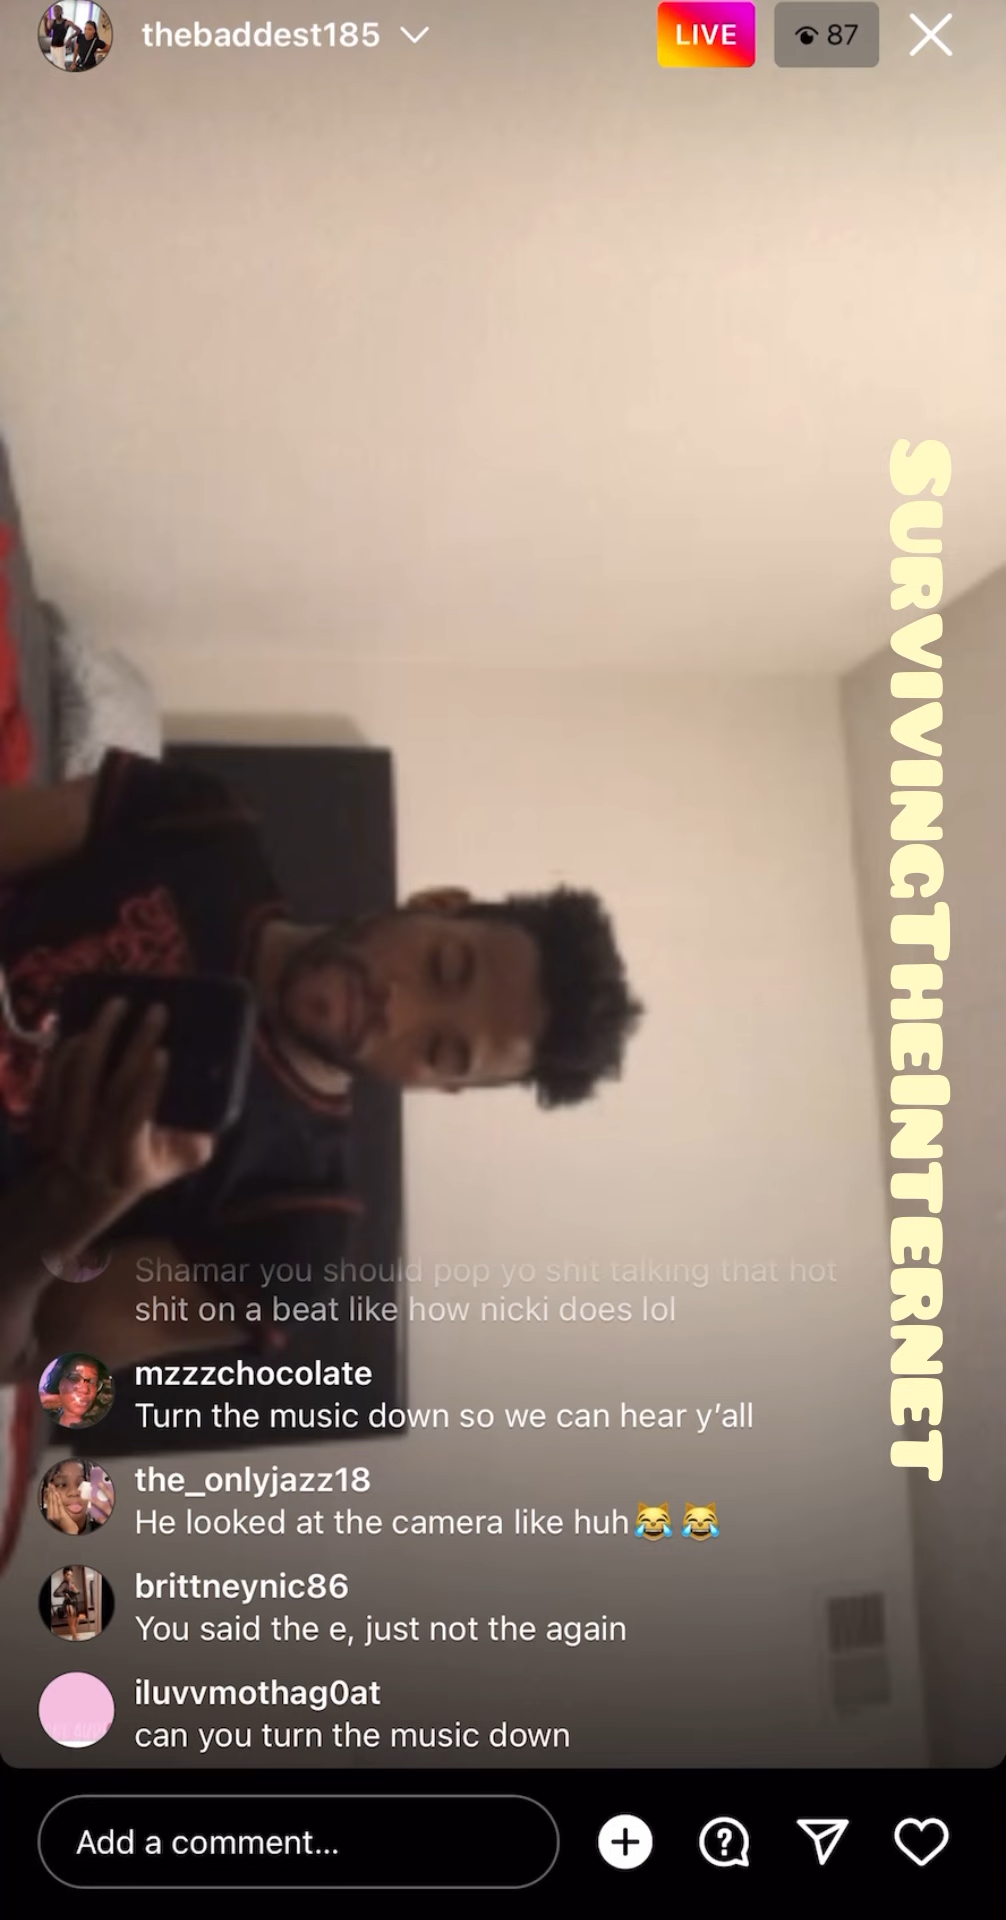 thebaddest185
LIVE
87
SURVIVINGTHEINTERNET
Shamar you should pop yo shit talking that hot
shit on a beat like how nicki does lol
mzzzchocolate
Turn the music down so we can hear y'all
the_onlyjazz18
He looked at the camera like huh😹 😹
brittneynic86
You said the e, just not the again
iluvvmothag0at
can you turn the music down
Add a comment...